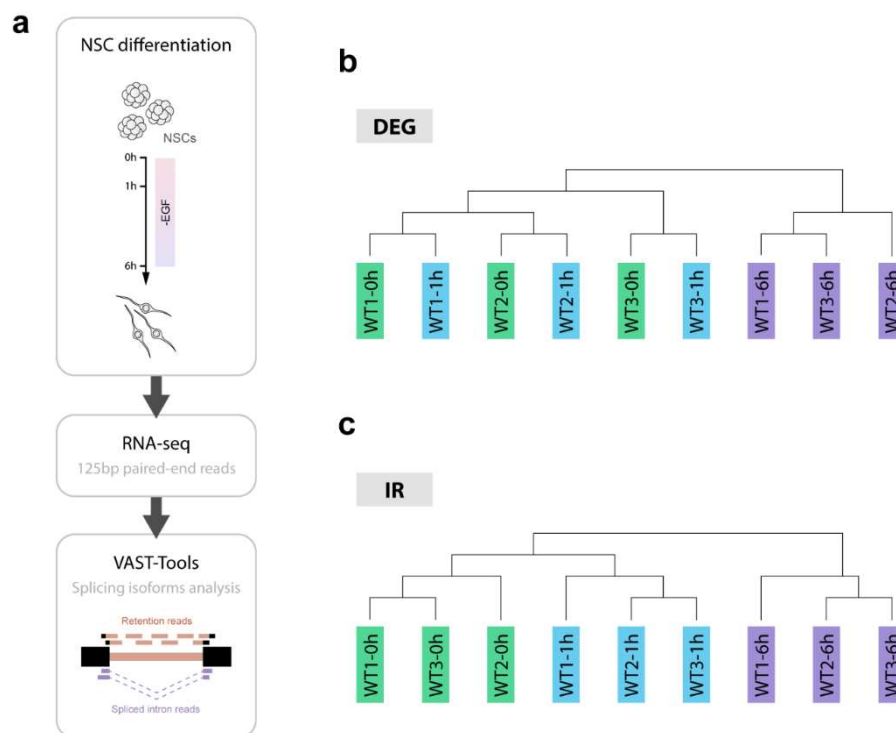 a
NSC differentiation
NSCs
0h
1h
-EGF
6h
RNA-seq
125bp paired-end reads
VAST-Tools
Splicing isoforms analysis
Retention reads
Spliced intron reads
b
DEG
WT1-0h
WT1-1h
WT2-0h
WT2-1h
WT3-0h
WT3-1h
WT1-6h
WT3-6h
WT2-6h
c
IR
WT1-0h
WT3-0h
WT2-0h
WT1-1h
WT2-1h
WT3-1h
WT1-6h
WT2-6h
WT3-6h